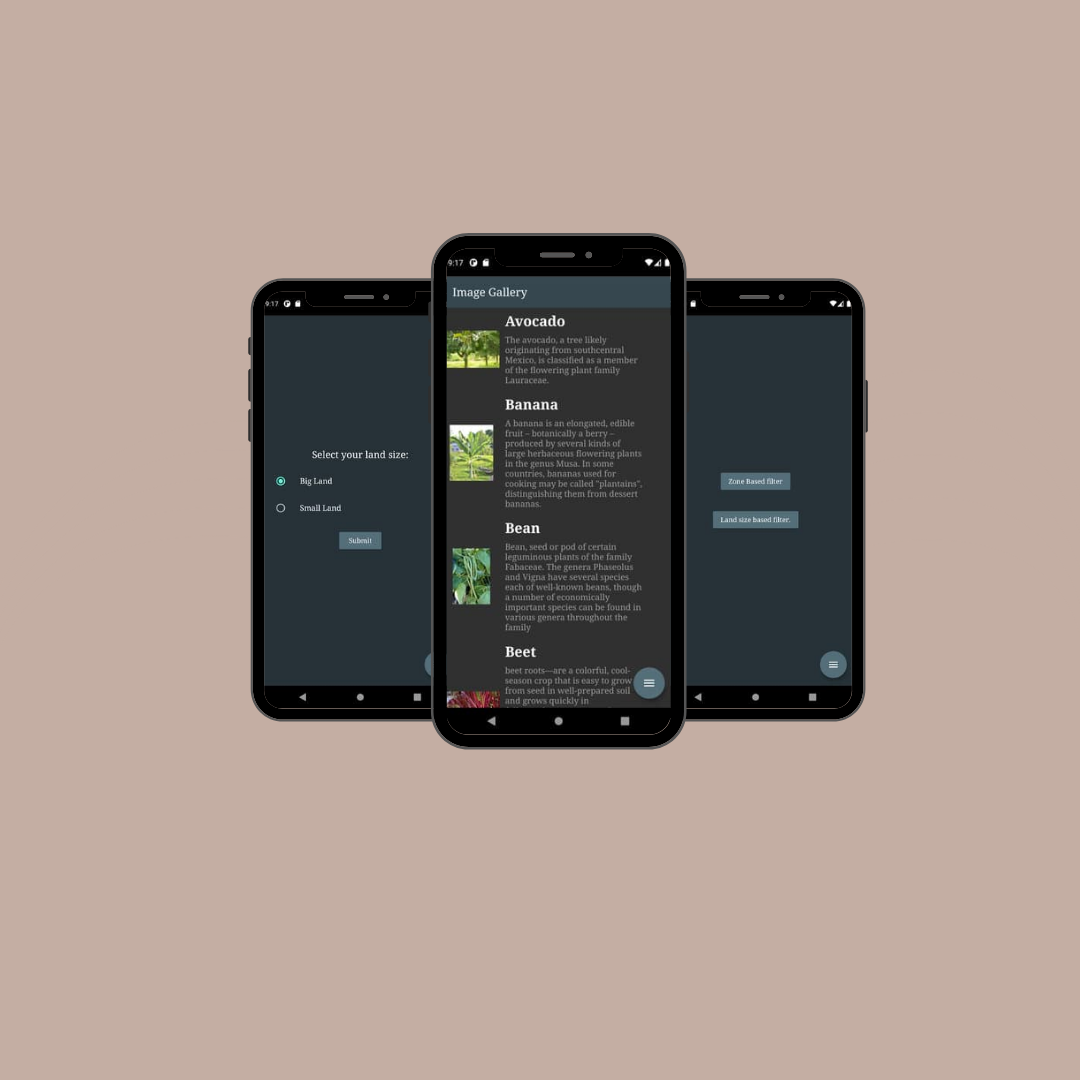 9:17
Select your land size:
Big Land
Small Land
Submit
9:17
Image Gallery
Avocado
The avocado, a tree likely
originating from southcentral
Mexico, is classified as a member
of the flowering plant family
Lauraceae.
Banana
A banana is an elongated, edible
fruit – botanically a berry –
produced by several kinds of
large herbaceous flowering plants
in the genus Musa. In some
countries, bananas used for
cooking may be called "plantains",
distinguishing them from dessert
bananas.
Bean
Bean, seed or pod of certain
leguminous plants of the family
Fabaceae. The genera Phaseolus
and Vigna have several species
each of well-known beans, though
a number of economically
important species can be found in
various genera throughout the
family
Beet
beet roots—are a colorful, cool-
season crop that is easy to grow
from seed in well-prepared soil
and grows quickly in
Zone Based filter
Land size based filter.